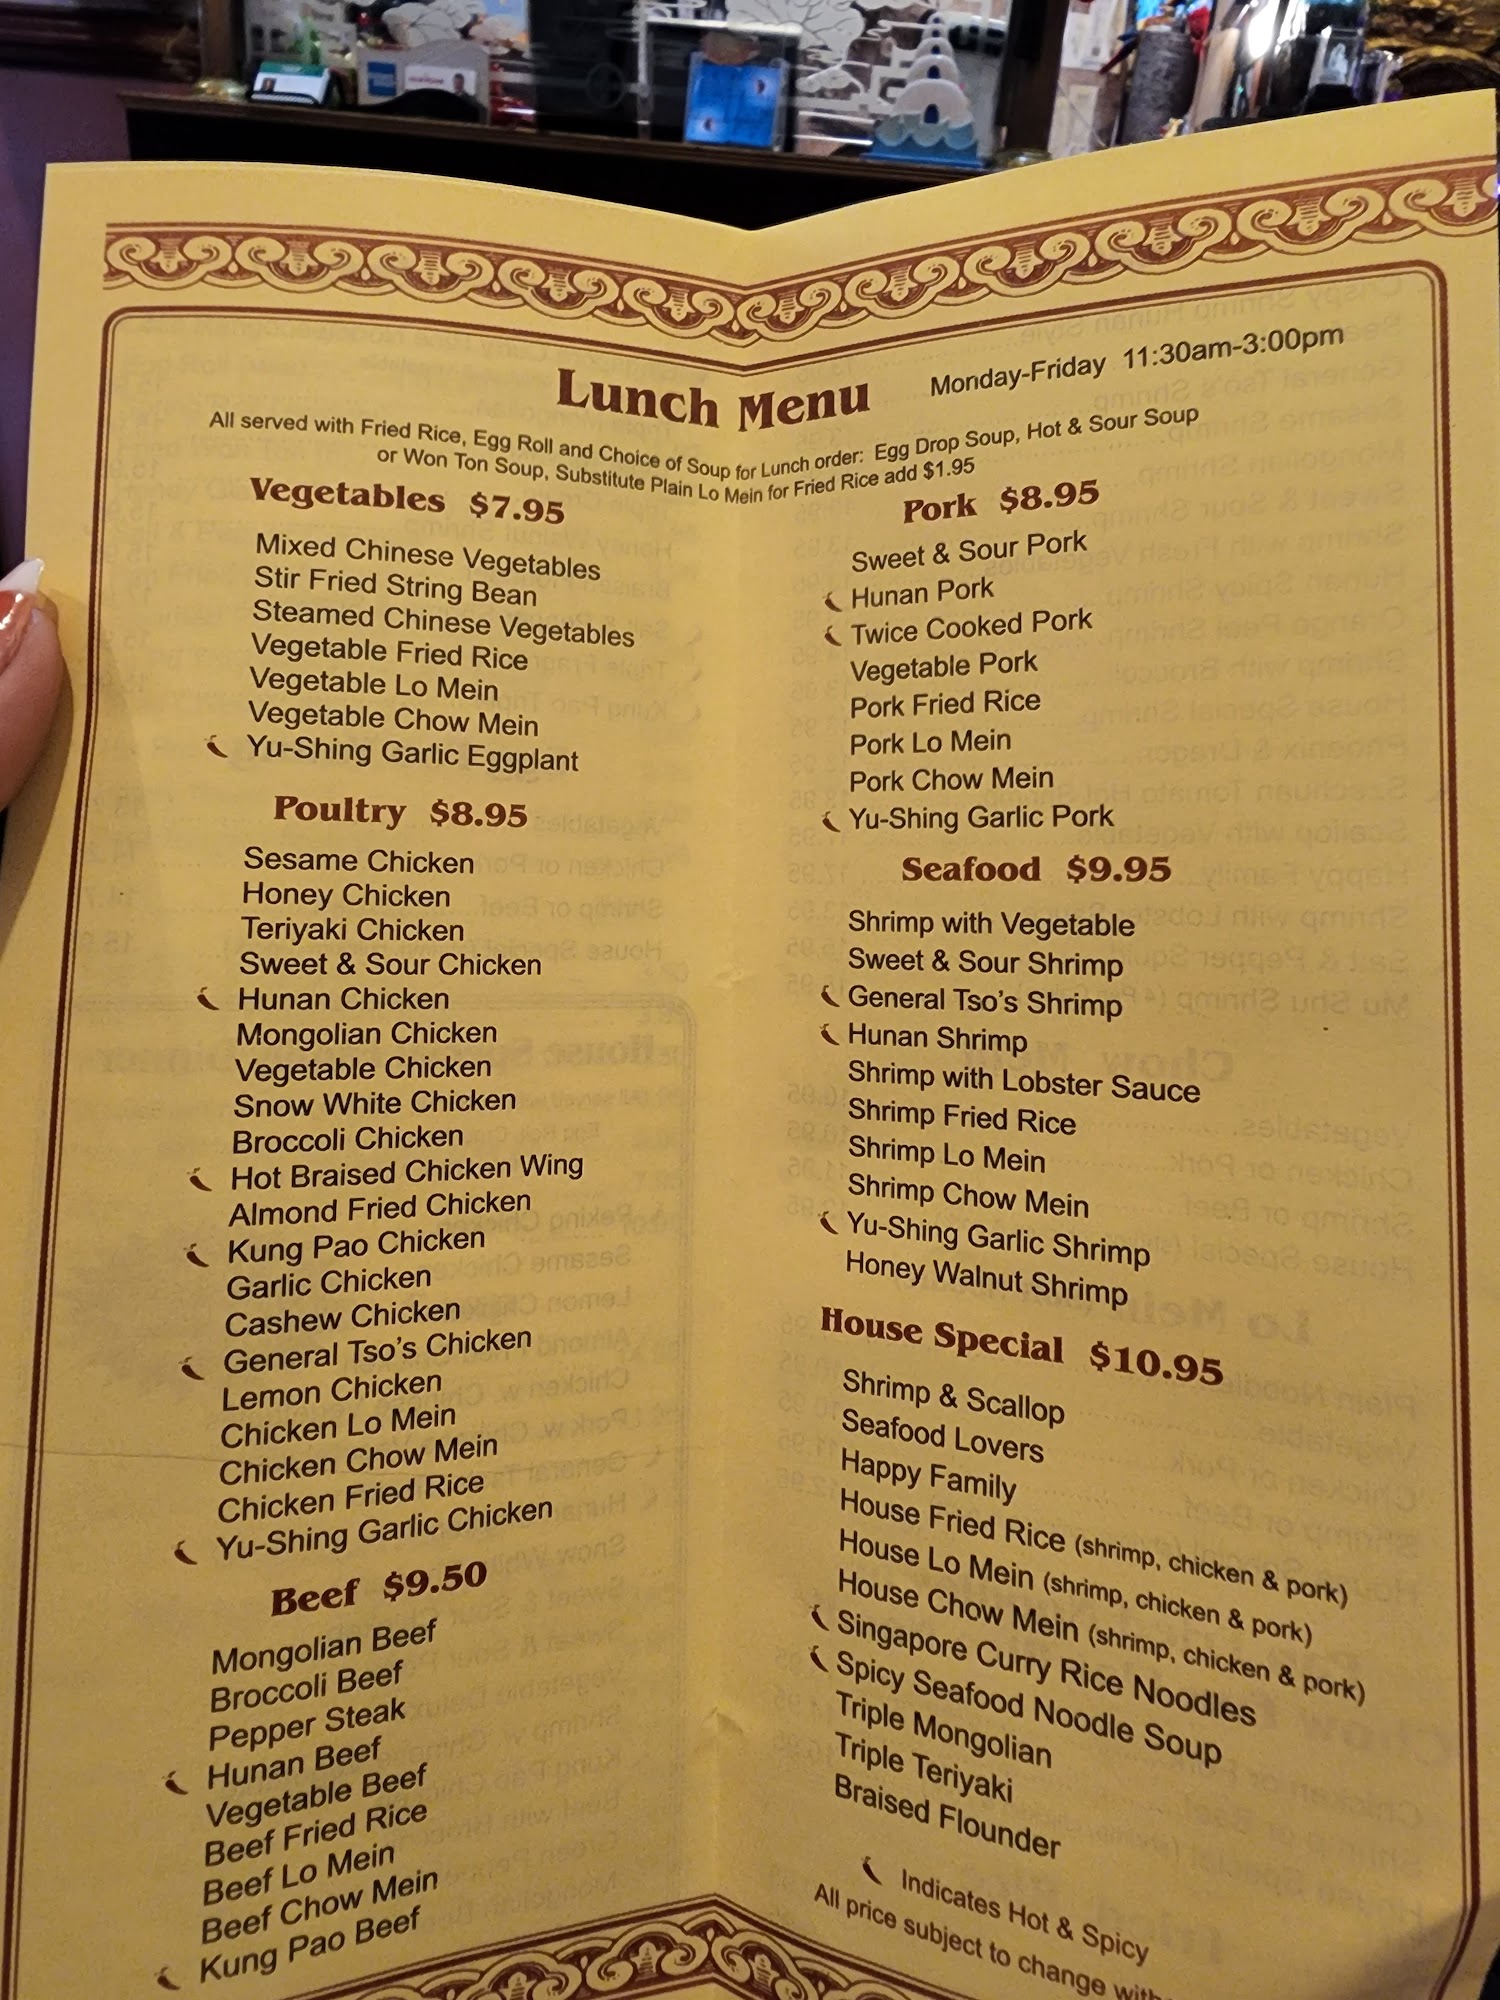 Lunch Menu
Monday-Friday 11:30am-3:00pm
All served with Fried Rice, Egg Roll and Choice of Soup for Lunch order: Egg Drop Soup, Hot & Sour Soup
or Won Ton Soup, Substitute Plain Lo Mein for Fried Rice add $1.95
Vegetables $7.95
Mixed Chinese Vegetables
Stir Fried String Bean
Steamed Chinese Vegetables
Vegetable Fried Rice
Vegetable Lo Mein
Vegetable Chow Mein
Yu-Shing Garlic Eggplant
Poultry $8.95
Sesame Chicken
Honey Chicken
Teriyaki Chicken
Sweet & Sour Chicken
Hunan Chicken
Mongolian Chicken
Vegetable Chicken
Snow White Chicken
Broccoli Chicken
Hot Braised Chicken Wing
Almond Fried Chicken
Kung Pao Chicken
Garlic Chicken
Cashew Chicken
General Tso's Chicken
Lemon Chicken
Chicken Lo Mein
Chicken Chow Mein
Chicken Fried Rice
Yu-Shing Garlic Chicken
Beef $9.50
Mongolian Beef
Broccoli Beef
Pepper Steak
Hunan Beef
Vegetable Beef
Beef Fried Rice
Beef Lo Mein
Beef Chow Mein
Kung Pao Beef
Pork $8.95
Sweet & Sour Pork
Hunan Pork
Twice Cooked Pork
Vegetable Pork
Pork Fried Rice
Pork Lo Mein
Pork Chow Mein
Yu-Shing Garlic Pork
Seafood $9.95
Shrimp with Vegetable
Sweet & Sour Shrimp
General Tso's Shrimp
Hunan Shrimp
Shrimp with Lobster Sauce
Shrimp Fried Rice
Shrimp Lo Mein
Shrimp Chow Mein
Yu-Shing Garlic Shrimp
Honey Walnut Shrimp
House Special $10.95
Shrimp & Scallop
Seafood Lovers
Happy Family
House Fried Rice (shrimp, chicken & pork)
House Lo Mein (shrimp, chicken & pork)
House Chow Mein (shrimp, chicken & pork)
Singapore Curry Rice Noodles
Spicy Seafood Noodle Soup
Triple Mongolian
Triple Teriyaki
Braised Flounder
Indicates Hot & Spicy
All price subject to change